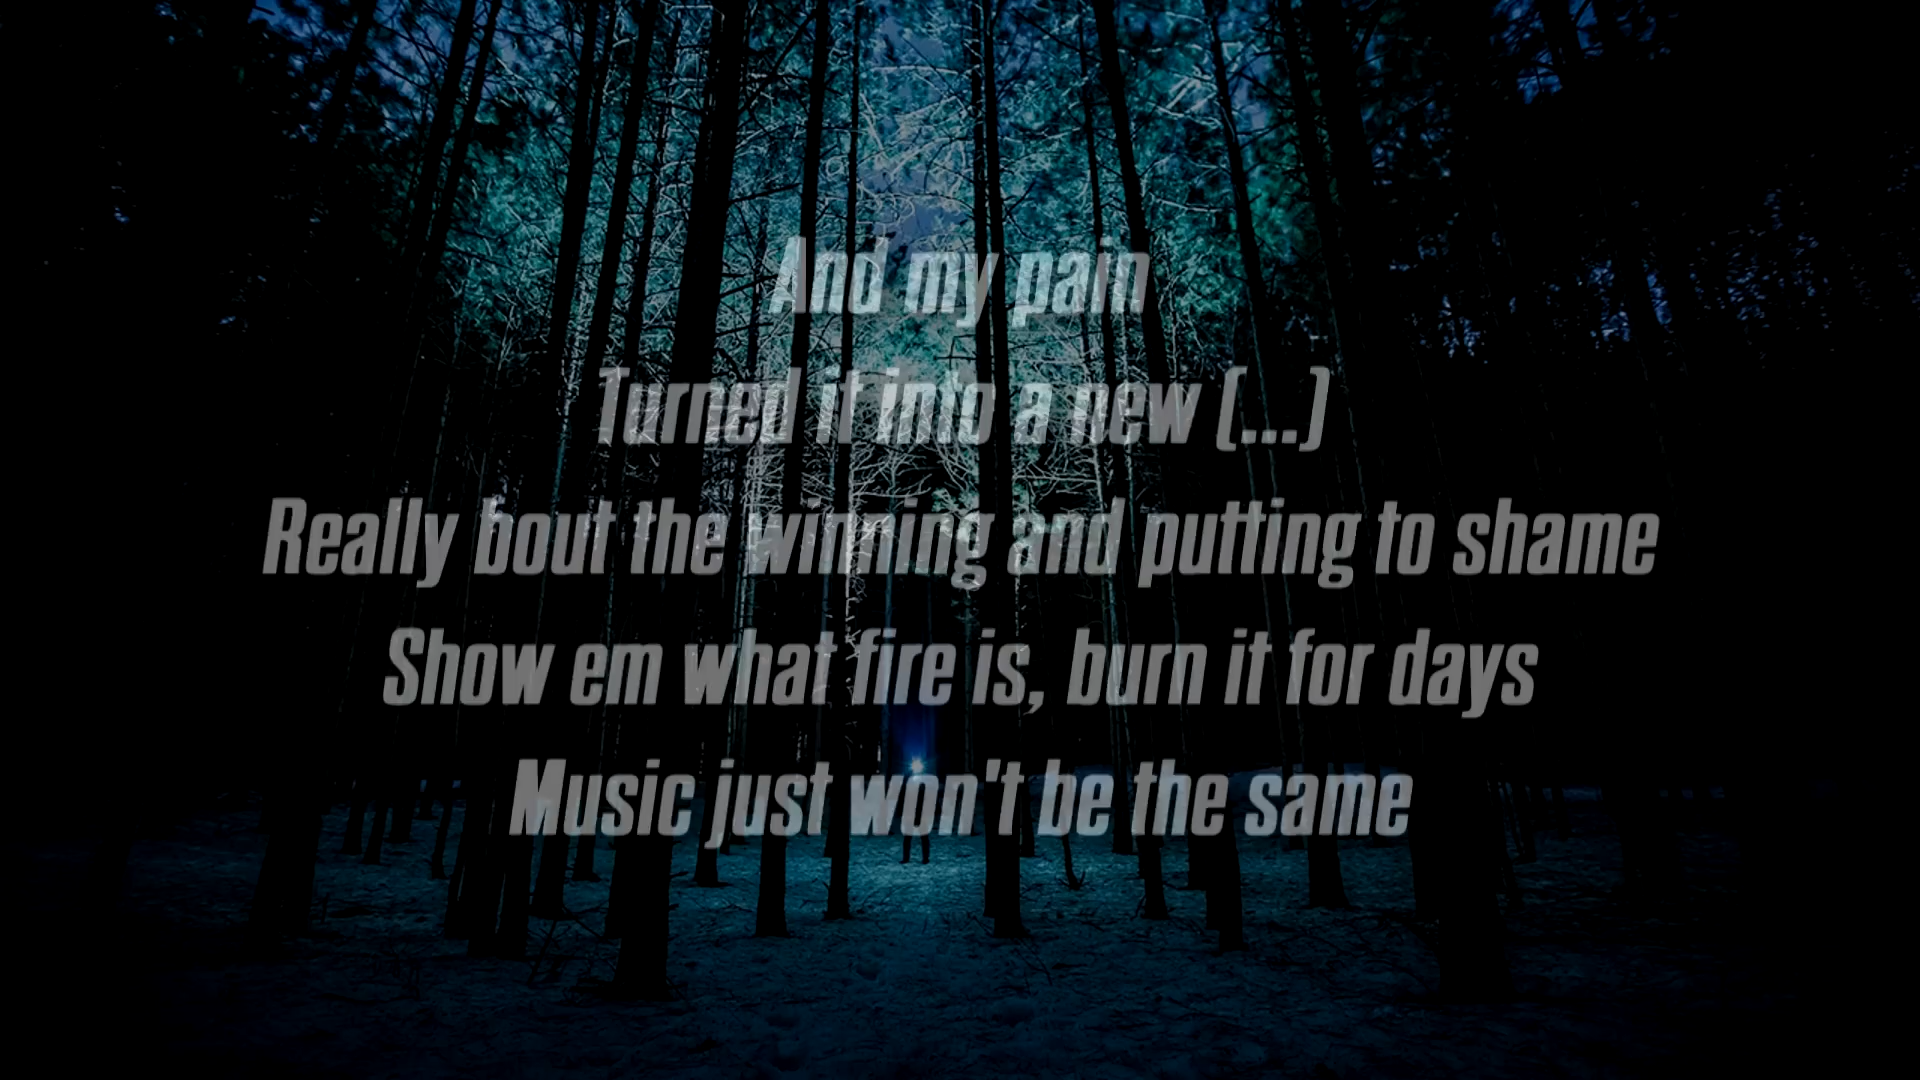 And my pain
Turned it into a new (...)
Really bout the winning and putting to shame
Show em what fire is, burn it for days
Music just won't be the same